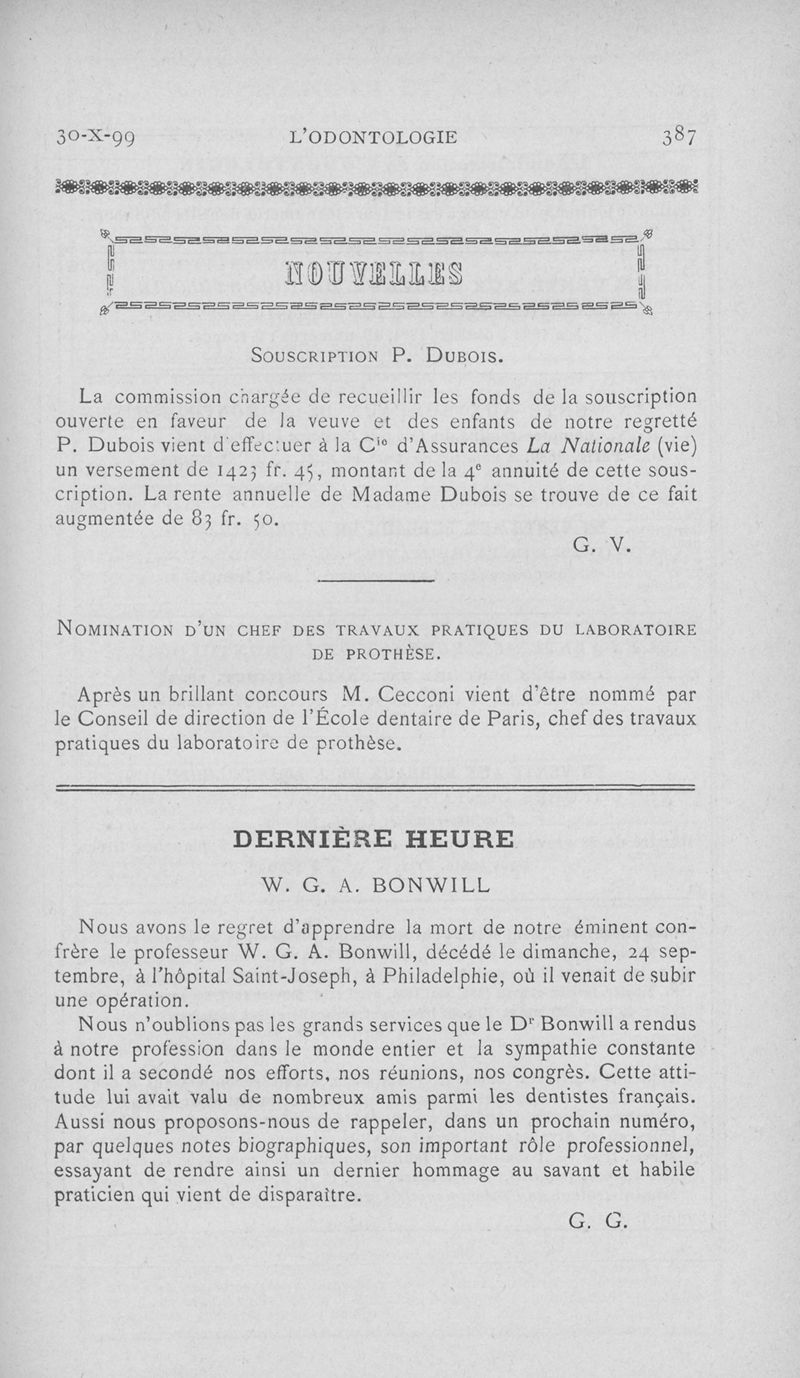 30-X-99 L'ODONTOLOGIE 387
NOUVELLES
Souscription P. Dubois.
La commission chargée de recueillir les fonds de la souscription
ouverte en faveur de la veuve et des enfants de notre regretté
P. Dubois vient d'effectuer à la Cie d'Assurances La Nationale (vie)
un versement de 1423 fr. 45, montant de la 4e annuité de cette sous-
cription. La rente annuelle de Madame Dubois se trouve de ce fait
augmentée de 83 fr. 50.
G. V.
Nomination d'un chef des travaux pratiques du laboratoire
de prothèse.
Après un brillant concours M. Cecconi vient d'être nommé par
le Conseil de direction de l'École dentaire de Paris, chef des travaux
pratiques du laboratoire de prothèse.
DERNIÈRE HEURE
W. G. A. BONWILL
Nous avons le regret d'apprendre la mort de notre éminent con-
frère le professeur W. G. A. Bonwill, décédé le dimanche, 24 sep-
tembre, à l'hôpital Saint-Joseph, à Philadelphie, où il venait de subir
une opération.
Nous n'oublions pas les grands services que le Dr Bonwill a rendus
à notre profession dans le monde entier et la sympathie constante
dont il a secondé nos efforts, nos réunions, nos congrès. Cette atti-
tude lui avait valu de nombreux amis parmi les dentistes français.
Aussi nous proposons-nous de rappeler, dans un prochain numéro,
par quelques notes biographiques, son important rôle professionnel,
essayant de rendre ainsi un dernier hommage au savant et habile
praticien qui vient de disparaître.
G. G.